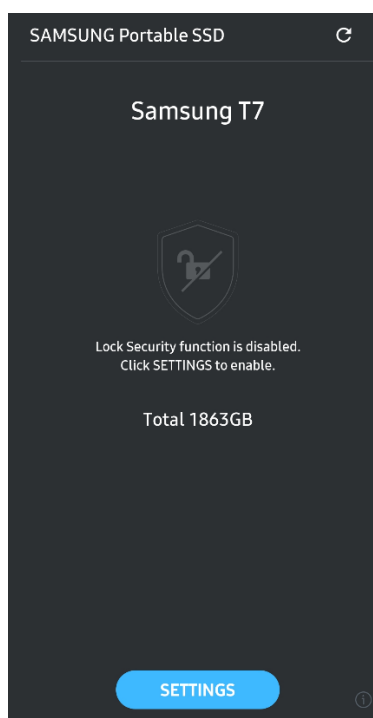 SAMSUNG Portable SSD
Samsung T7
Lock Security function is disabled.
Click SETTINGS to enable.
Total 1863GB
SETTINGS